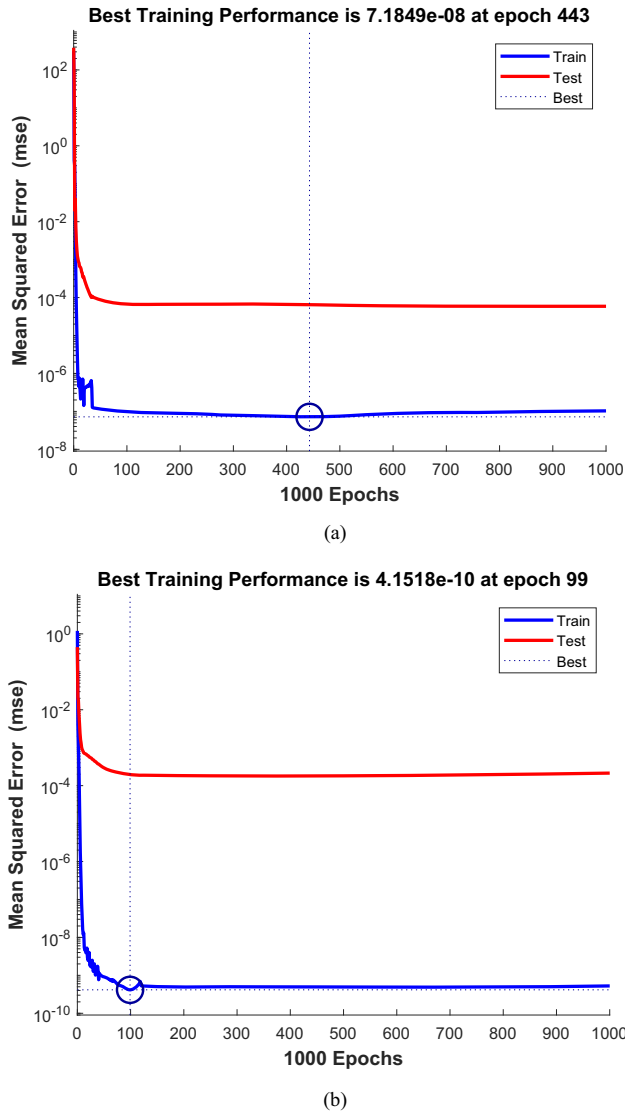 Best Training Performance is 7.1849e-08 at epoch 443
Train
Test
Best
Mean Squared Error (mse)
10^2
10^0
10^-2
10^-4
10^-6
10^-8
0 100 200 300 400 500 600 700 800 900 1000
1000 Epochs
(a)
Best Training Performance is 4.1518e-10 at epoch 99
Train
Test
Best
Mean Squared Error (mse)
10^0
10^-2
10^-4
10^-6
10^-8
10^-10
0 100 200 300 400 500 600 700 800 900 1000
1000 Epochs
(b)